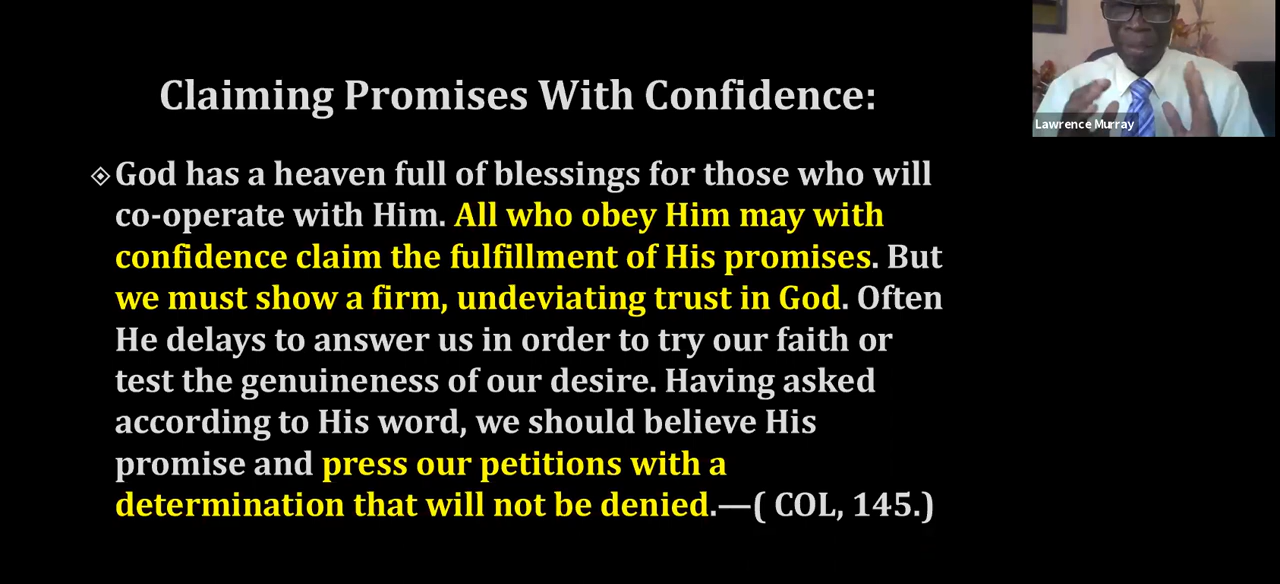 Claiming Promises With Confidence:
God has a heaven full of blessings for those who will
co-operate with Him. All who obey Him may with
confidence claim the fulfillment of His promises. But
we must show a firm, undeviating trust in God. Often
He delays to answer us in order to try our faith or
test the genuineness of our desire. Having asked
according to His word, we should believe His
promise and press our petitions with a
determination that will not be denied.—( COL, 145.)
Lawrence Murray